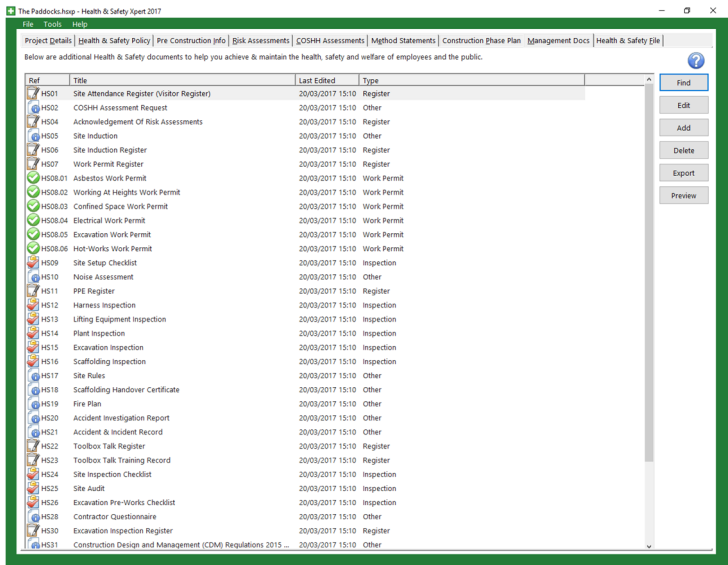 The Paddocks.hsxp - Health & Safety Xpert 2017
File Tools Help
Project Details Health & Safety Policy Pre Construction Info Risk Assessments COSHH Assessments Method Statements Construction Phase Plan Management Docs Health & Safety File
Below are additional Health & Safety documents to help you achieve & maintain the health, safety and welfare of employees and the public.
Ref Title Last Edited Type
HS01 Site Attendance Register (Visitor Register) 20/03/2017 15:10 Register
HS02 COSHH Assessment Request 20/03/2017 15:10 Other
HS04 Acknowledgement Of Risk Assessments 20/03/2017 15:10 Register
HS05 Site Induction 20/03/2017 15:10 Other
HS06 Site Induction Register 20/03/2017 15:10 Register
HS07 Work Permit Register 20/03/2017 15:10 Register
HS08.01 Asbestos Work Permit 20/03/2017 15:10 Work Permit
HS08.02 Working At Heights Work Permit 20/03/2017 15:10 Work Permit
HS08.03 Confined Space Work Permit 20/03/2017 15:10 Work Permit
HS08.04 Electrical Work Permit 20/03/2017 15:10 Work Permit
HS08.05 Excavation Work Permit 20/03/2017 15:10 Work Permit
HS08.06 Hot-Works Work Permit 20/03/2017 15:10 Work Permit
HS09 Site Setup Checklist 20/03/2017 15:10 Inspection
HS10 Noise Assessment 20/03/2017 15:10 Other
HS11 PPE Register 20/03/2017 15:10 Register
HS12 Harness Inspection 20/03/2017 15:10 Inspection
HS13 Lifting Equipment Inspection 20/03/2017 15:10 Inspection
HS14 Plant Inspection 20/03/2017 15:10 Inspection
HS15 Excavation Inspection 20/03/2017 15:10 Inspection
HS16 Scaffolding Inspection 20/03/2017 15:10 Inspection
HS17 Site Rules 20/03/2017 15:10 Other
HS18 Scaffolding Handover Certificate 20/03/2017 15:10 Other
HS19 Fire Plan 20/03/2017 15:10 Other
HS20 Accident Investigation Report 20/03/2017 15:10 Other
HS21 Accident & Incident Record 20/03/2017 15:10 Other
HS22 Toolbox Talk Register 20/03/2017 15:10 Register
HS23 Toolbox Talk Training Record 20/03/2017 15:10 Register
HS24 Site Inspection Checklist 20/03/2017 15:10 Inspection
HS25 Site Audit 20/03/2017 15:10 Inspection
HS26 Excavation Pre-Works Checklist 20/03/2017 15:10 Inspection
HS28 Contractor Questionnaire 20/03/2017 15:10 Other
HS30 Excavation Inspection Register 20/03/2017 15:10 Register
HS31 Construction Design and Management (CDM) Regulations 2015 ... 20/03/2017 15:10 Other
Find
Edit
Add
Delete
Export
Preview